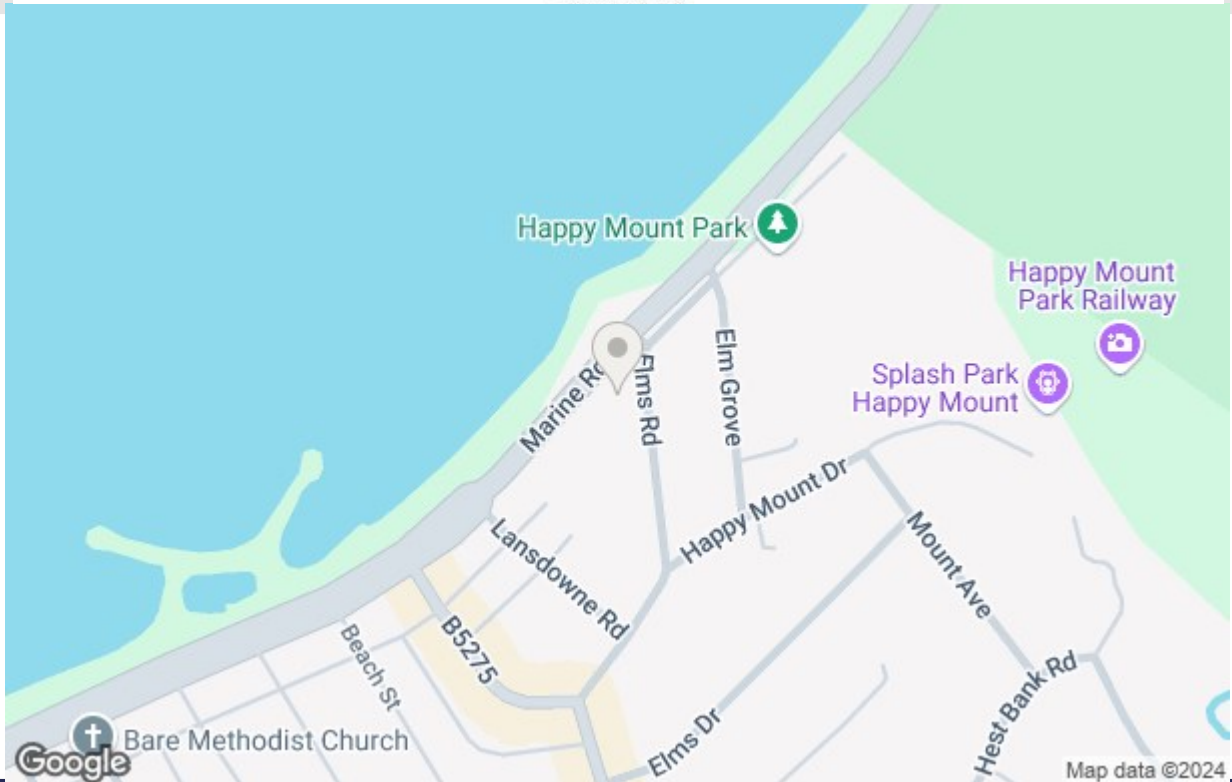 Happy Mount Park
Happy Mount
Park Railway
Splash Park
Happy Mount
Marine Rd
Elms Rd
Elm Grove
Happy Mount Dr
Mount Ave
Lansdowne Rd
B5275
Beach St
Elms Dr
Hest Bank Rd
Bare Methodist Church
Google
Map data ©2024